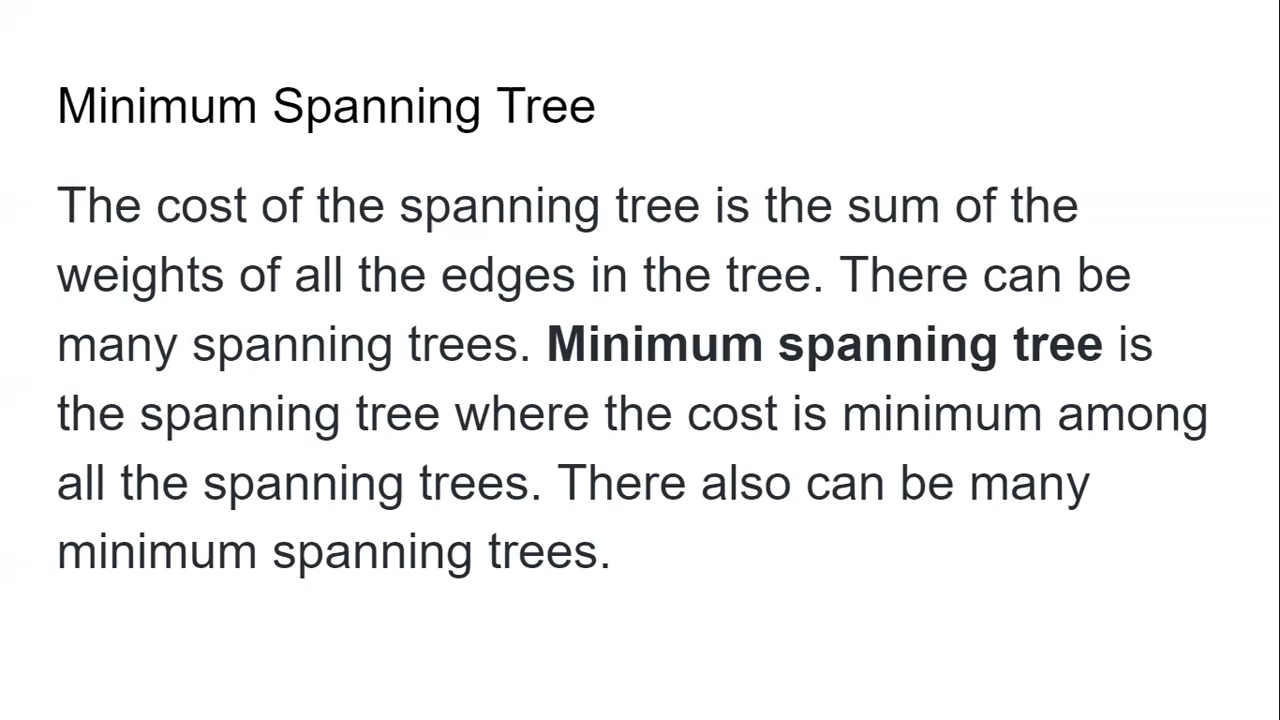 Minimum Spanning Tree
The cost of the spanning tree is the sum of the
weights of all the edges in the tree. There can be
many spanning trees. Minimum spanning tree is
the spanning tree where the cost is minimum among
all the spanning trees. There also can be many
minimum spanning trees.